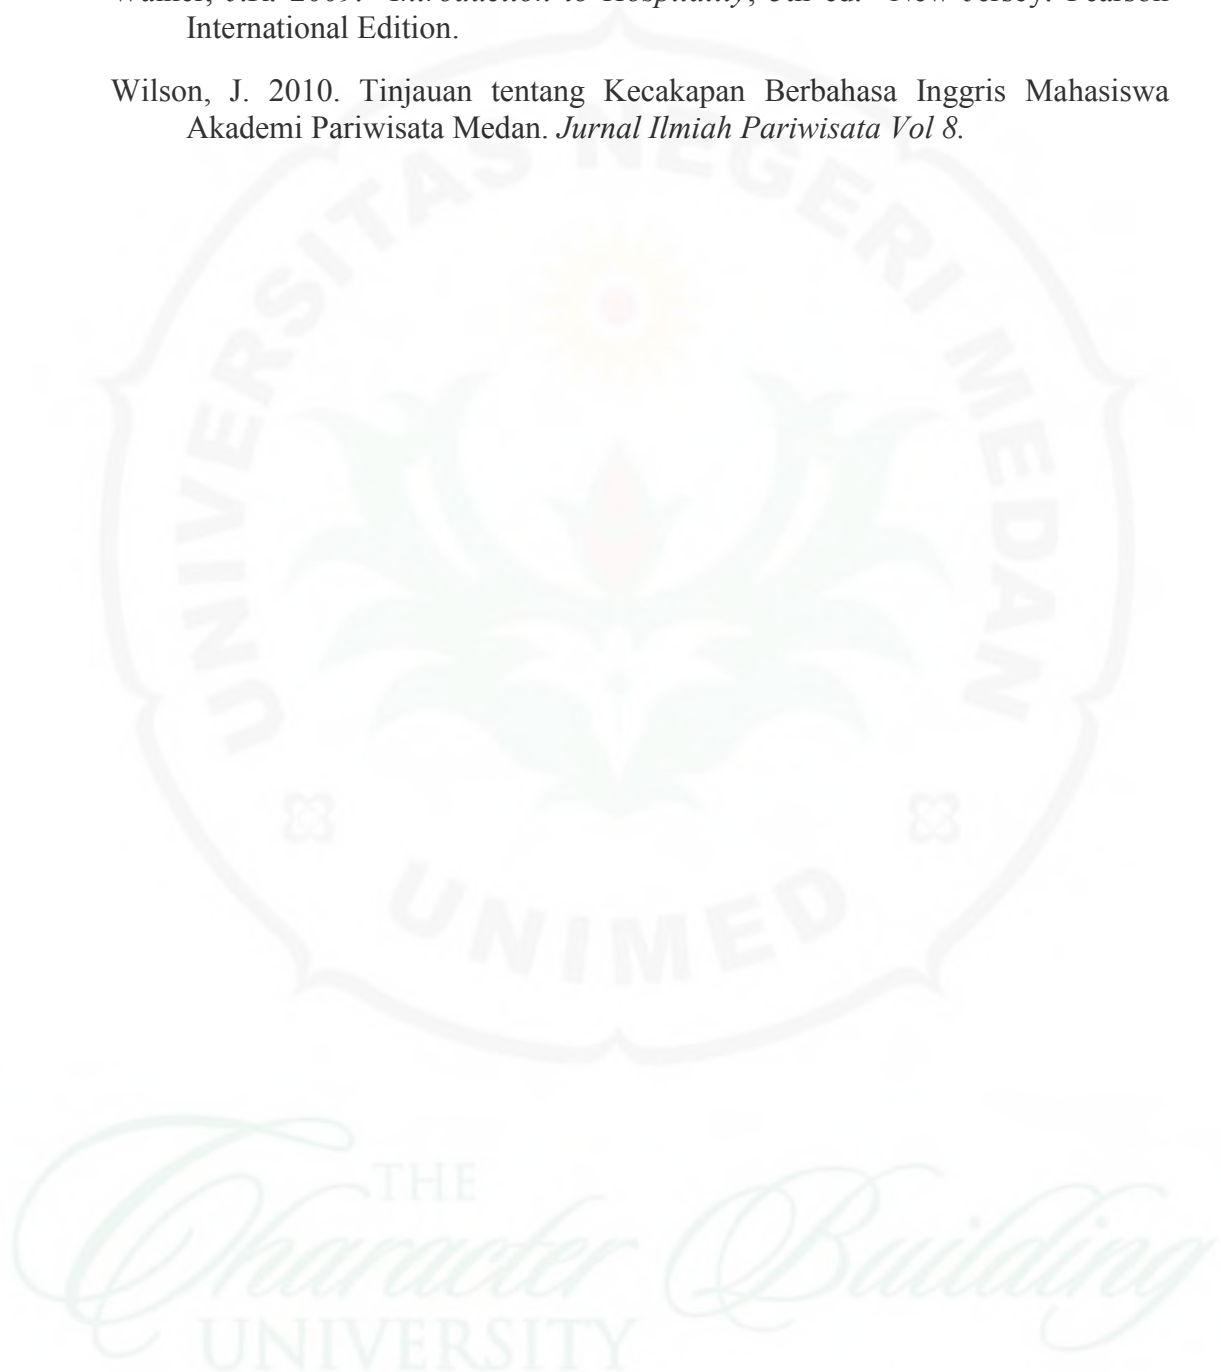 International Edition.
Wilson, J. 2010. Tinjauan tentang Kecakapan Berbahasa Inggris Mahasiswa
Akademi Pariwisata Medan. Jurnal Ilmiah Pariwisata Vol 8.
UNIVERSITAS NEGERI MEDAN
UNIMED
THE
Character Building
UNIVERSITY